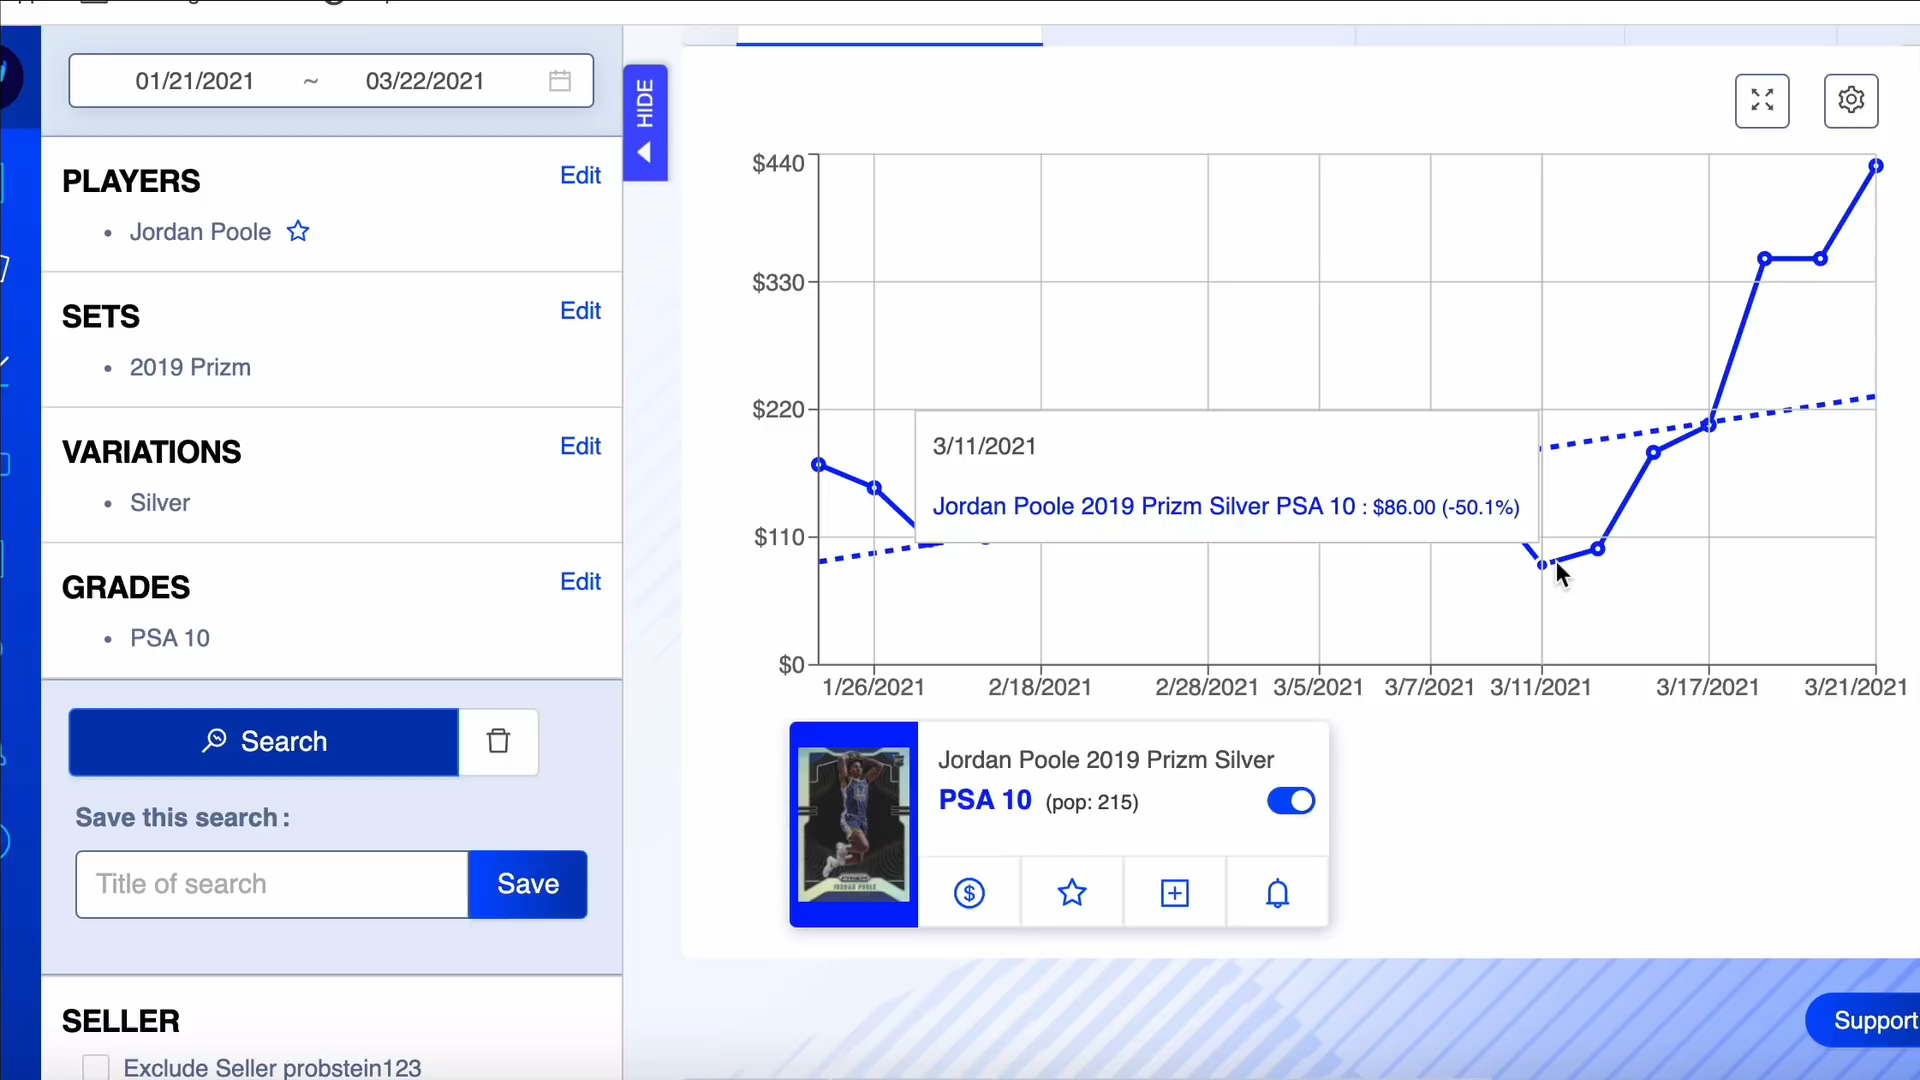 01/21/2021 ~ 03/22/2021
HIDE
PLAYERS Edit
Jordan Poole
SETS Edit
2019 Prizm
VARIATIONS Edit
Silver
GRADES Edit
PSA 10
Search
Save this search :
Title of search Save
SELLER
Exclude Seller probstein123
$440
$330
$220
$110
$0
3/11/2021
Jordan Poole 2019 Prizm Silver PSA 10 : $86.00 (-50.1%)
1/26/2021 2/18/2021 2/28/2021 3/5/2021 3/7/2021 3/11/2021 3/17/2021 3/21/2021
Jordan Poole 2019 Prizm Silver
PSA 10 (pop: 215)
JORDAN POOLE
Support